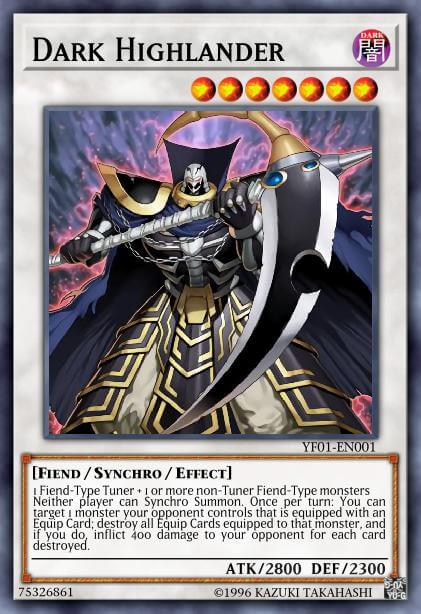 DARK HIGHLANDER
DARK
闇
YF01-EN001
[FIEND / SYNCHRO / EFFECT]
1 Fiend-Type Tuner + 1 or more non-Tuner Fiend-Type monsters
Neither player can Synchro Summon. Once per turn: You can
target 1 monster your opponent controls that is equipped with an
Equip Card; destroy all Equip Cards equipped to that monster, and
if you do, inflict 400 damage to your opponent for each card
destroyed.
ATK/2800 DEF/2300
75326861
©1996 KAZUKI TAKAHASHI